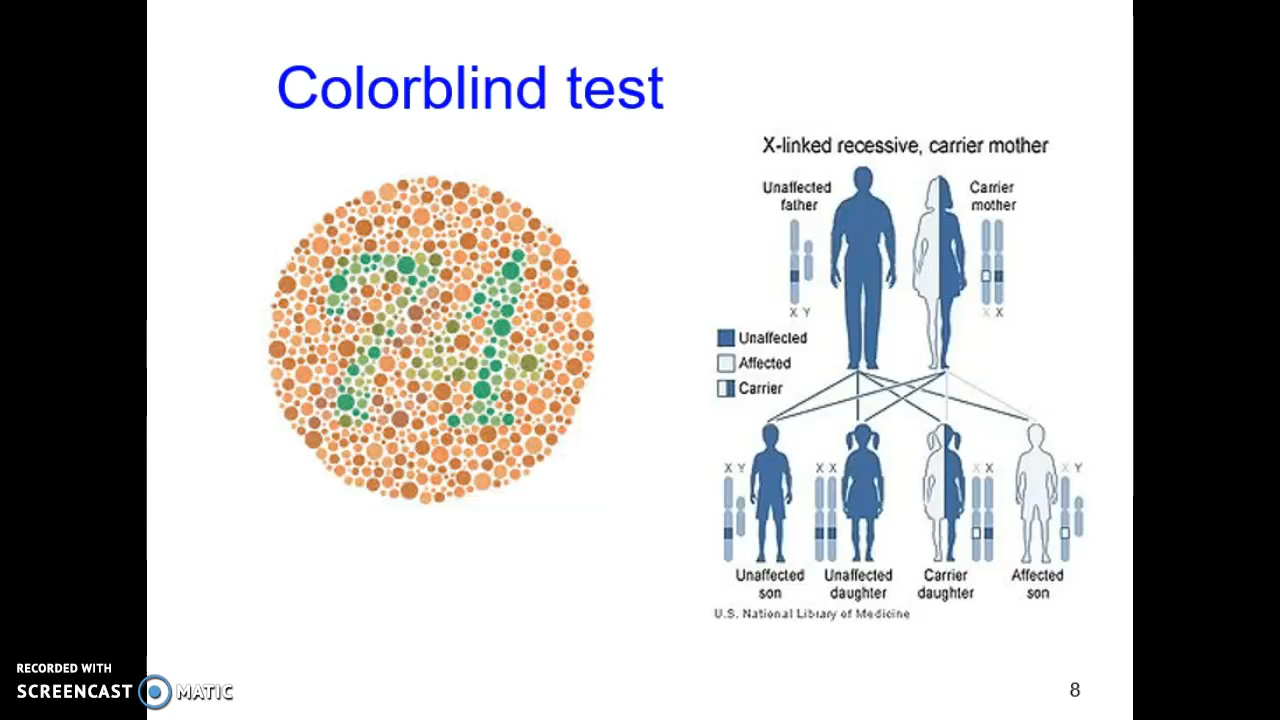 Colorblind test
74
X-linked recessive, carrier mother
Unaffected
father
Carrier
mother
X Y
X X
Unaffected
Affected
Carrier
X Y
X X
X X
X Y
Unaffected
son
Unaffected
daughter
Carrier
daughter
Affected
son
U.S. National Library of Medicine
RECORDED WITH
SCREENCAST MATIC
8